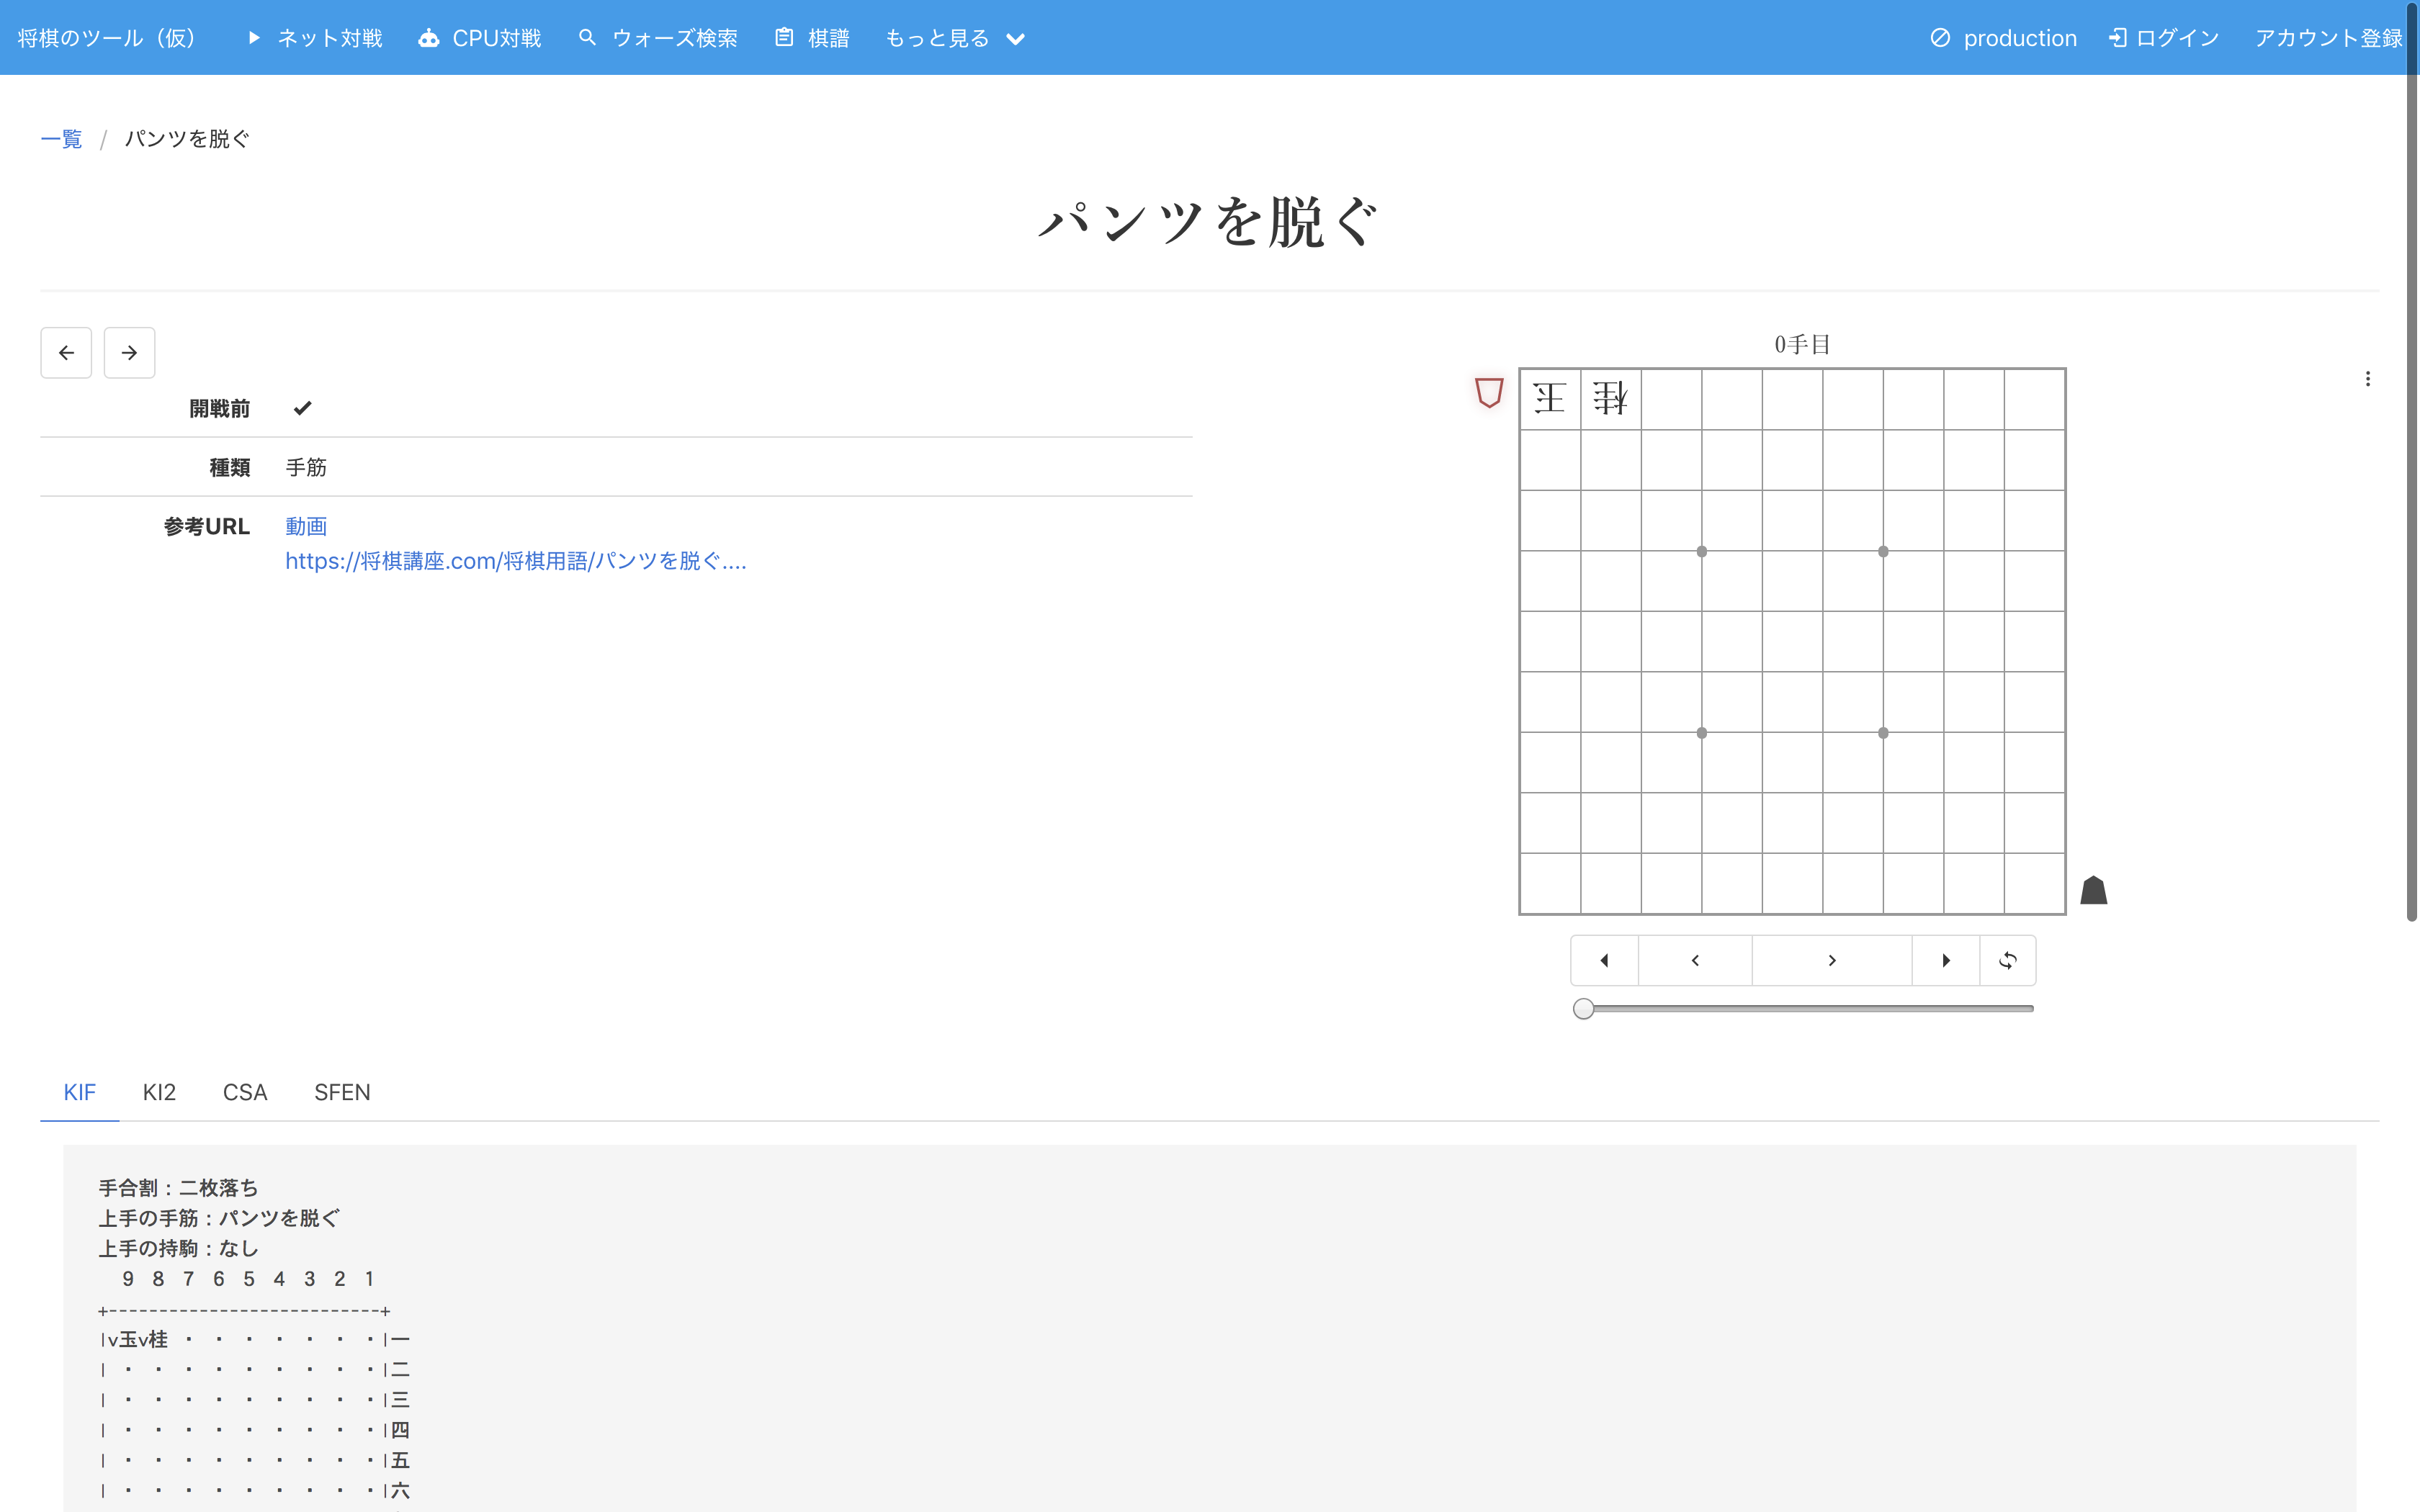 将棋のツール（仮） ネット対戦 CPU対戦 ウォーズ検索 棋譜 もっと見る production ログイン アカウント登録
一覧 / パンツを脱ぐ
パンツを脱ぐ
開戦前
種類 手筋
参考URL 動画
https://将棋講座.com/将棋用語/パンツを脱ぐ....
0手目
玉 桂
KIF KI2 CSA SFEN
手合割：二枚落ち
上手の手筋：パンツを脱ぐ
上手の持駒：なし
9 8 7 6 5 4 3 2 1
+---------------------------+
|v玉v桂 ・ ・ ・ ・ ・ ・ ・|一
| ・ ・ ・ ・ ・ ・ ・ ・ ・|二
| ・ ・ ・ ・ ・ ・ ・ ・ ・|三
| ・ ・ ・ ・ ・ ・ ・ ・ ・|四
| ・ ・ ・ ・ ・ ・ ・ ・ ・|五
| ・ ・ ・ ・ ・ ・ ・ ・ ・|六